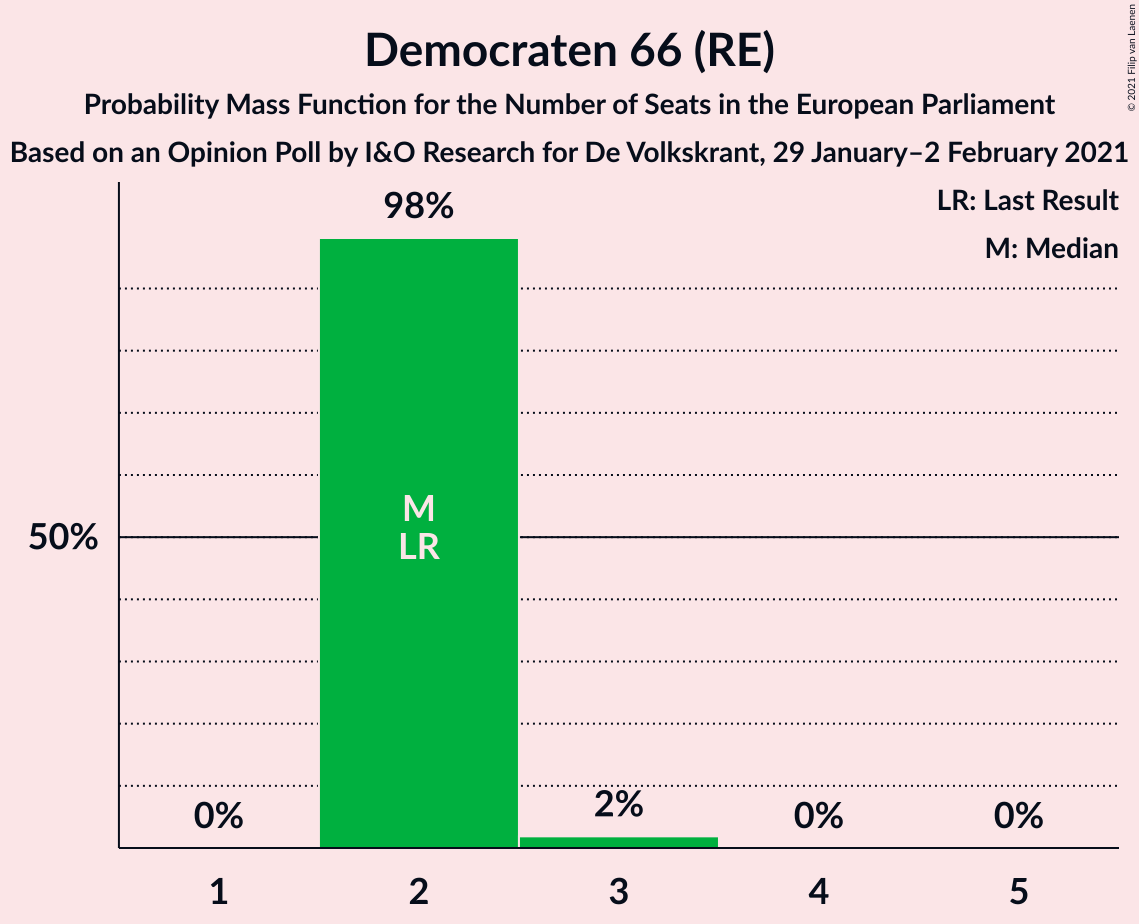 Democraten 66 (RE)
Probability Mass Function for the Number of Seats in the European Parliament
Based on an Opinion Poll by I&O Research for De Volkskrant, 29 January–2 February 2021
© 2021 Filip van Laenen
LR: Last Result
M: Median
98%
M
LR
50%
0%
2%
0%
0%
1
2
3
4
5